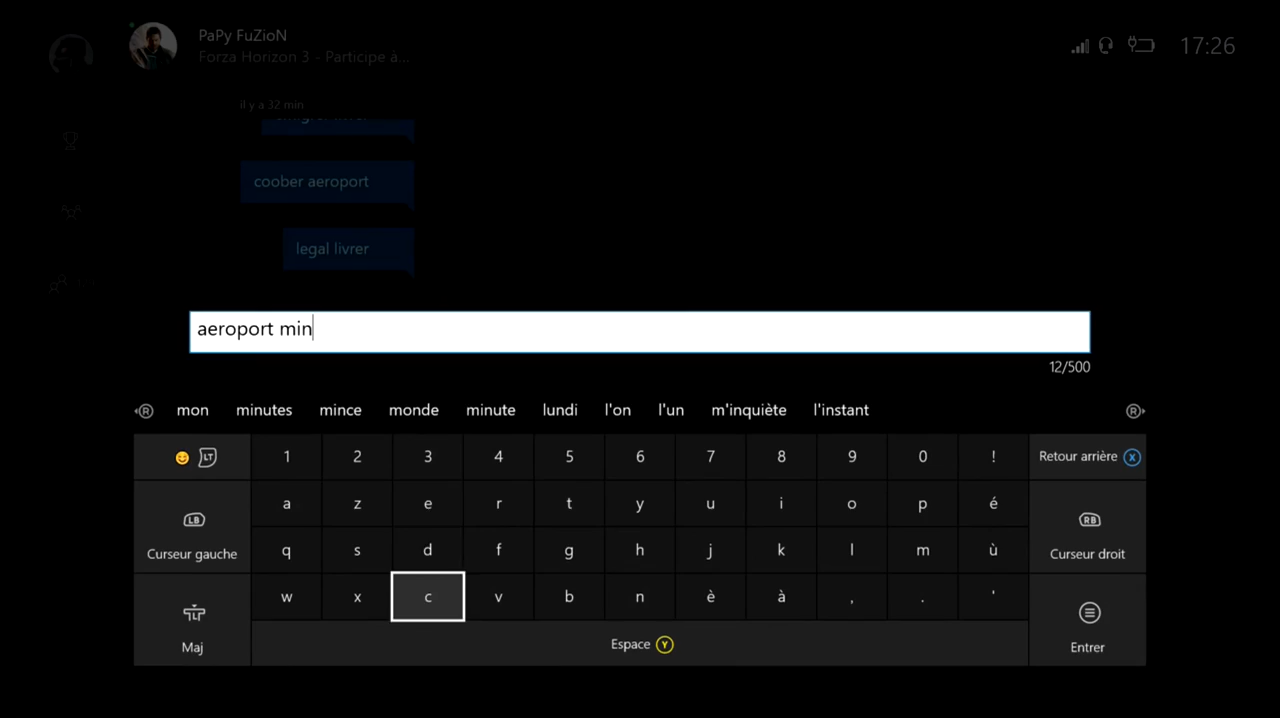 PaPy FuZioN
Forza Horizon 3 - Participe à...
17:26
il y a 32 min
coober aeroport
legal livrer
aeroport min
12/500
R mon minutes mince monde minute lundi l'on l'un m'inquiète l'instant R
LT 1 2 3 4 5 6 7 8 9 0 ! Retour arrière X
a z e r t y u i o p é
LB Curseur gauche q s d f g h j k l m ù RB Curseur droit
w x c v b n è à , . '
LT Maj Espace Y Entrer